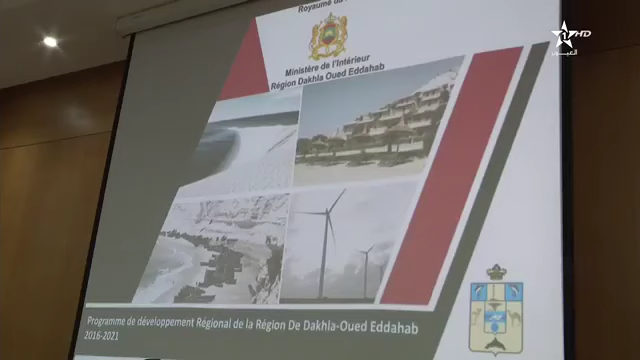 Royaume du
Ministère de l'Intérieur
Région Dakhla Oued Eddahab
Programme de développement Régional de la Région De Dakhla-Oued Eddahab
2016-2021
HD
العيون